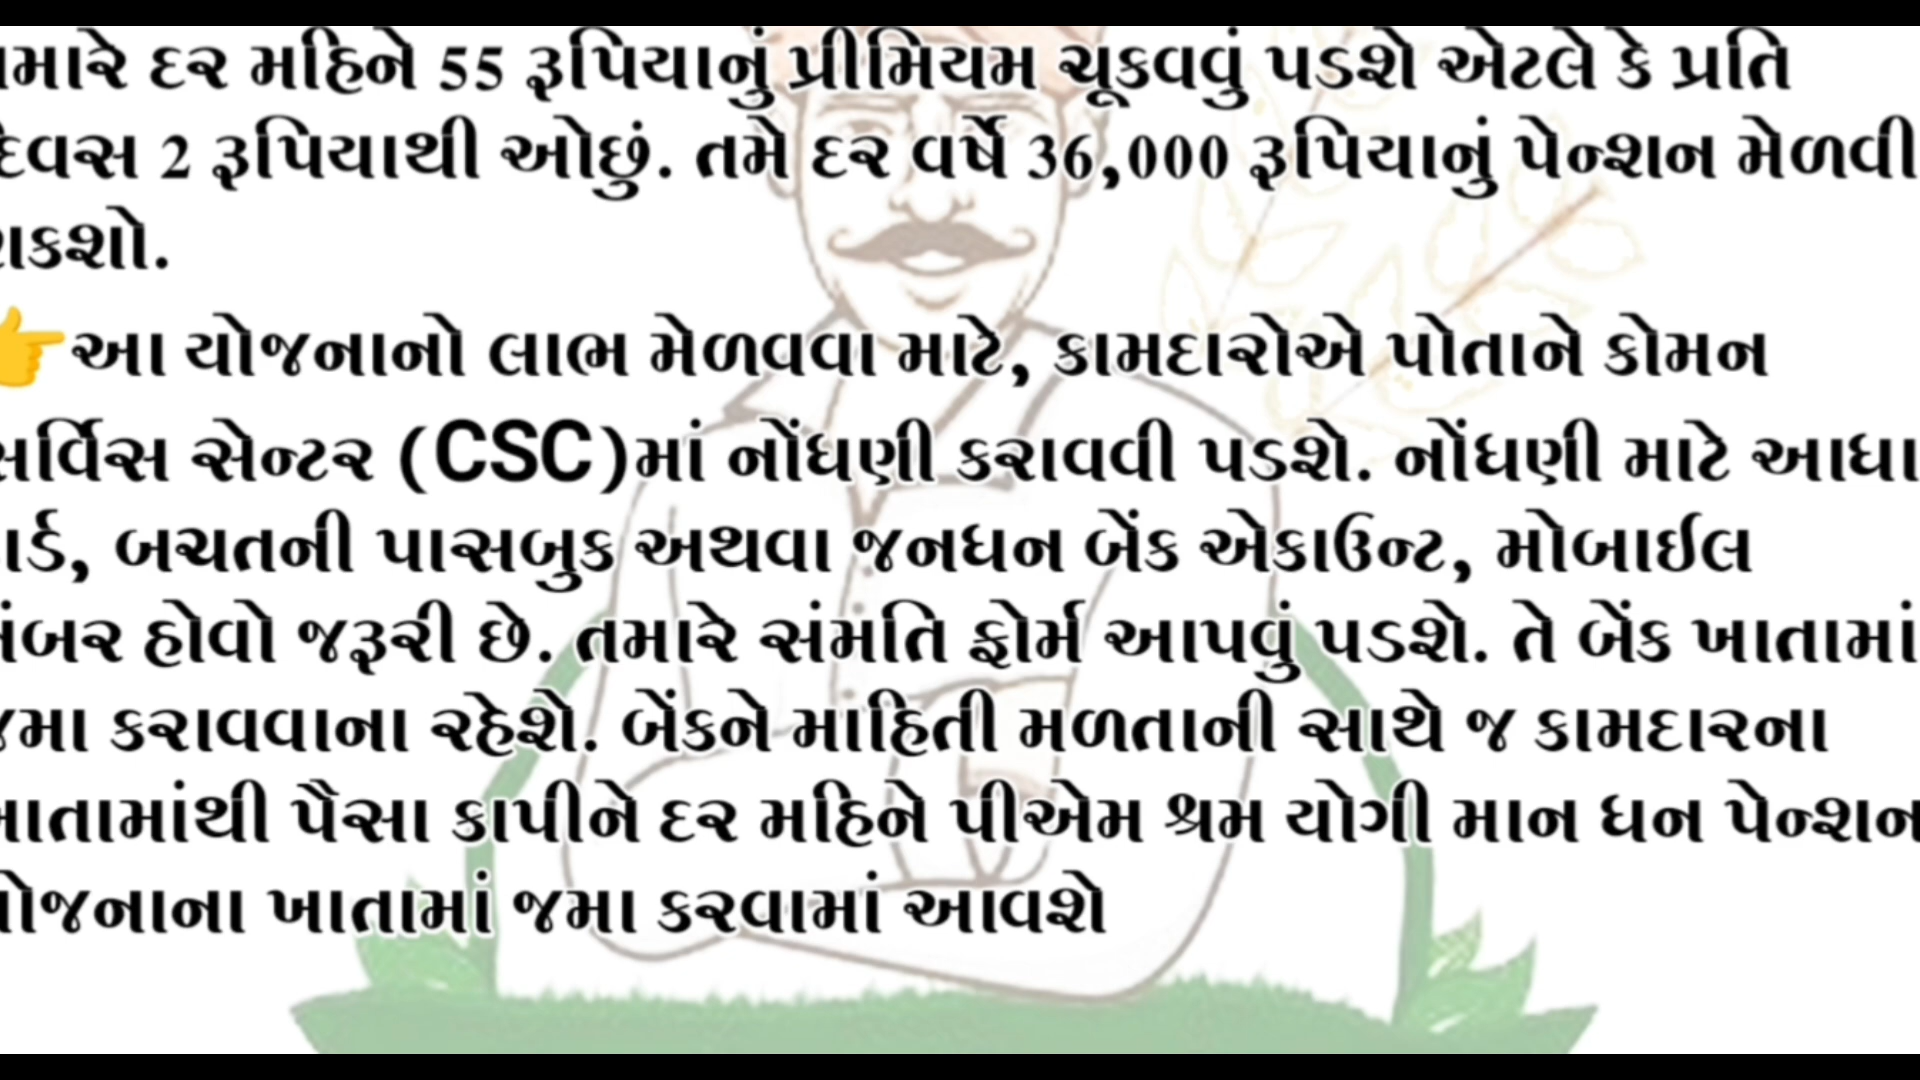 મારે દર મહિને 55 રૂપિયાનું પ્રીમિયમ ચૂકવવું પડશે એટલે કે પ્રતિ
દિવસ 2 રૂપિયાથી ઓછું. તમે દર વર્ષે 36,000 રૂપિયાનું પેન્શન મેળવી
શકશો.
👉આ યોજનાનો લાભ મેળવવા માટે, કામદારોએ પોતાને કોમન
સર્વિસ સેન્ટર (CSC)માં નોંધણી કરાવવી પડશે. નોંધણી માટે આધા
ાર્ડ, બચતની પાસબુક અથવા જનધન બેંક એકાઉન્ટ, મોબાઈલ
નંબર હોવો જરૂરી છે. તમારે સંમતિ ફોર્મ આપવું પડશે. તે બેંક ખાતામાં
જમા કરાવવાના રહેશે. બેંકને માહિતી મળતાની સાથે જ કામદારના
ખાતામાંથી પૈસા કાપીને દર મહિને પીએમ શ્રમ યોગી માન ધન પેન્શન
યોજનાના ખાતામાં જમા કરવામાં આવશે